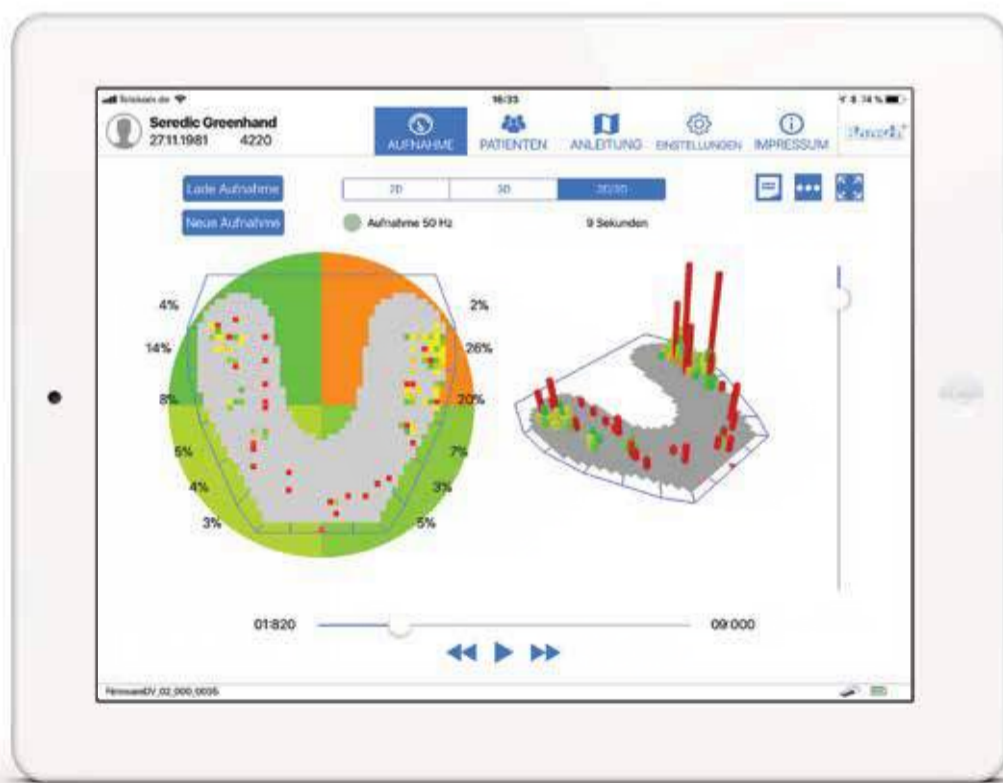 16:33
74 %
Seredic Greenhand
27.11.1981 4220
AUFNAHME
PATIENTEN
ANLEITUNG
EINSTELLUNGEN
IMPRESSUM
Lade Aufnahme
2D
3D
2D/3D
Neue Aufnahme
Aufnahme 50 Hz
9 Sekunden
4% 2%
14% 26%
8% 20%
5% 7%
4% 3%
3% 5%
01:820
09:000